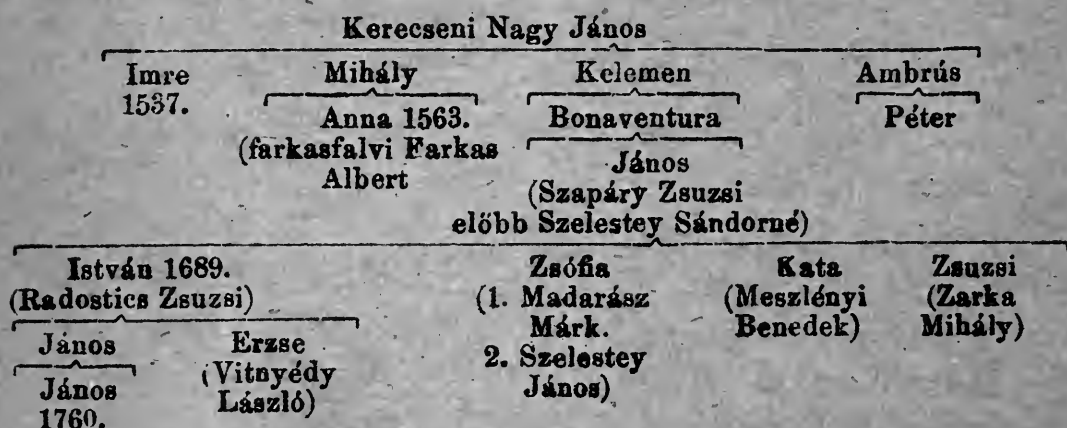 Kerecseni Nagy János
Imre Mihály Kelemen Ambrús
1537. Anna 1563. Bonaventura Péter
(farkasfalvi Farkas János
Albert (Szapáry Zsuzsi
előbb Szelestey Sándorné)
István 1689. Zsófia Kata Zsuzsi
(Radostics Zsuzsi) (1. Madarász (Meszlényi (Zarka
Márk. Benedek) Mihály)
János Erzse 2. Szelestey
János (Vitnyédy János)
1760. László)